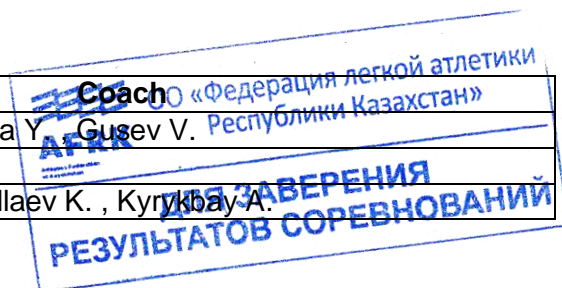 Coach
ОО «Федерация легкой атлетики
Республики Казахстан»
a Y. , Gusev V.
AFRK
llaev K. , Kyrykbay A.
ДЛЯ ЗАВЕРЕНИЯ
РЕЗУЛЬТАТОВ СОРЕВНОВАНИЙ